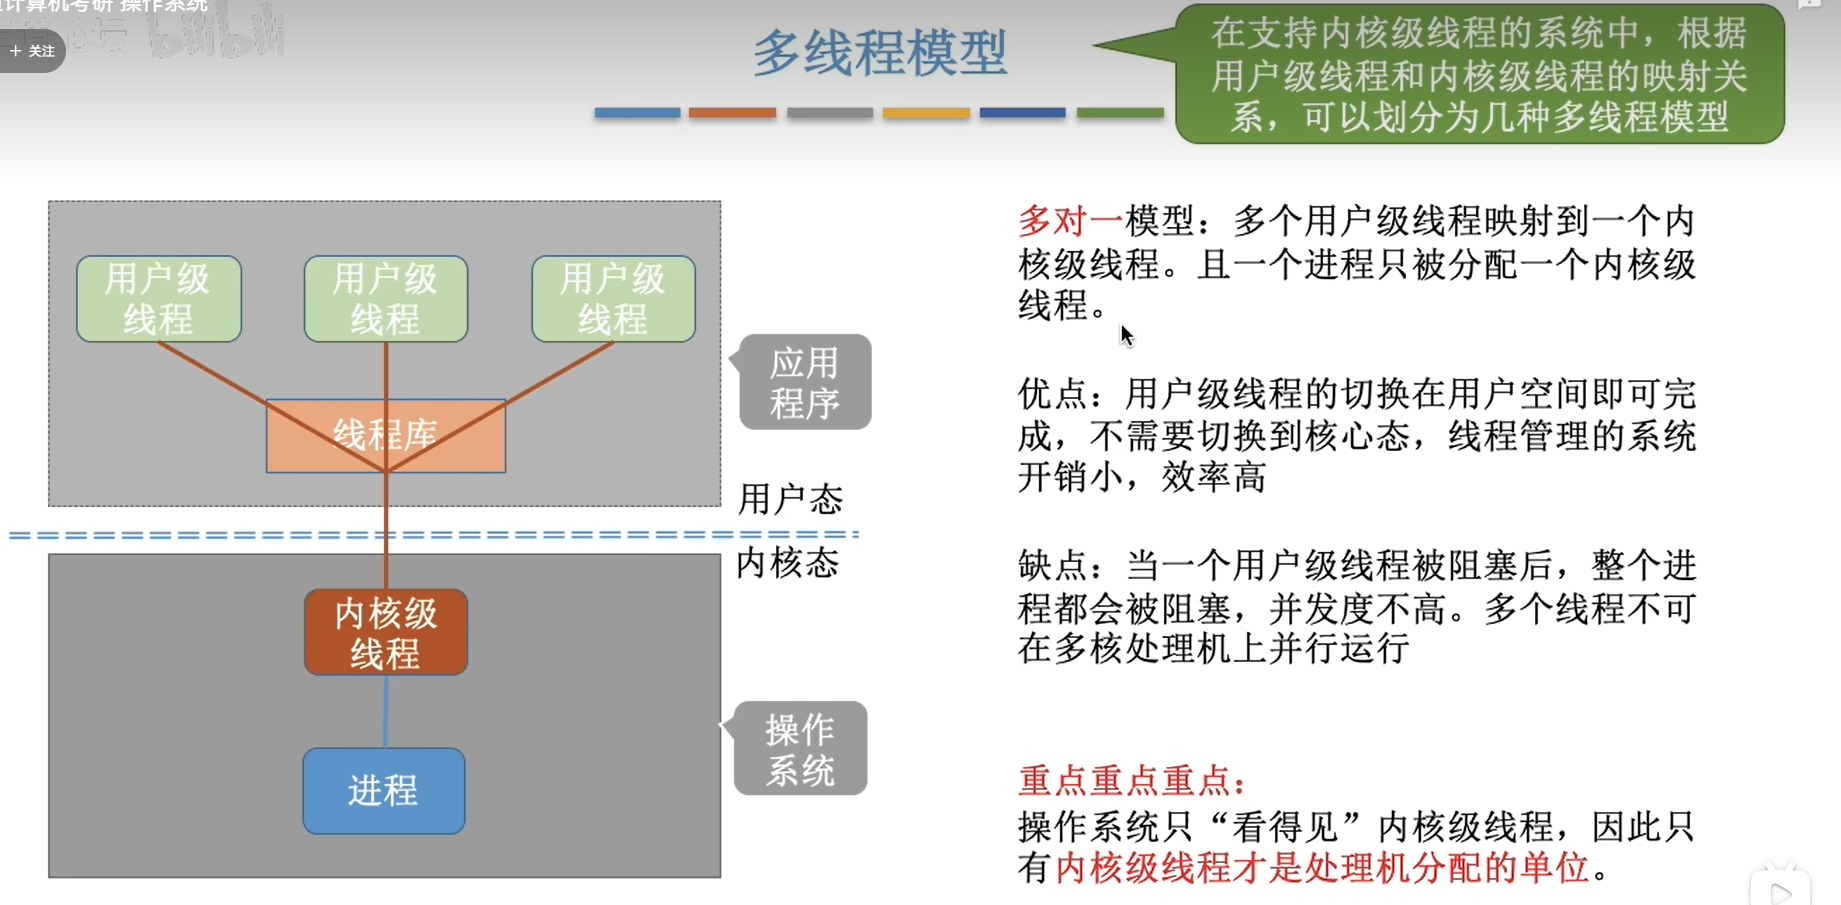 计算机考研 操作系统
bilibili
+ 关注
多线程模型
在支持内核级线程的系统中，根据
用户级线程和内核级线程的映射关
系，可以划分为几种多线程模型
用户级
线程
用户级
线程
用户级
线程
线程库
应用
程序
用户态
内核态
内核级
线程
进程
操作
系统
多对一模型：多个用户级线程映射到一个内
核级线程。且一个进程只被分配一个内核级
线程。
优点：用户级线程的切换在用户空间即可完
成，不需要切换到核心态，线程管理的系统
开销小，效率高
缺点：当一个用户级线程被阻塞后，整个进
程都会被阻塞，并发度不高。多个线程不可
在多核处理机上并行运行
重点重点重点：
操作系统只“看得见”内核级线程，因此只
有内核级线程才是处理机分配的单位。